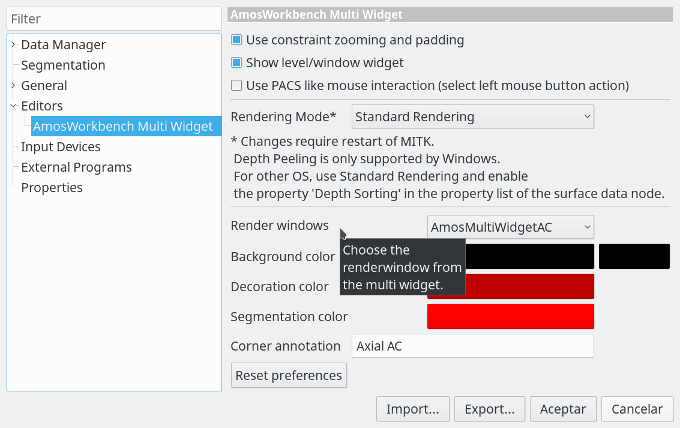 Filter
AmosWorkbench Multi Widget
Data Manager
Segmentation
General
Editors
AmosWorkbench Multi Widget
Input Devices
External Programs
Properties
Use constraint zooming and padding
Show level/window widget
Use PACS like mouse interaction (select left mouse button action)
Rendering Mode* Standard Rendering
* Changes require restart of MITK.
Depth Peeling is only supported by Windows.
For other OS, use Standard Rendering and enable
the property 'Depth Sorting' in the property list of the surface data node.
Render windows AmosMultiWidgetAC
Choose the
renderwindow from
the multi widget.
Background color
Decoration color
Segmentation color
Corner annotation Axial AC
Reset preferences
Import... Export... Aceptar Cancelar